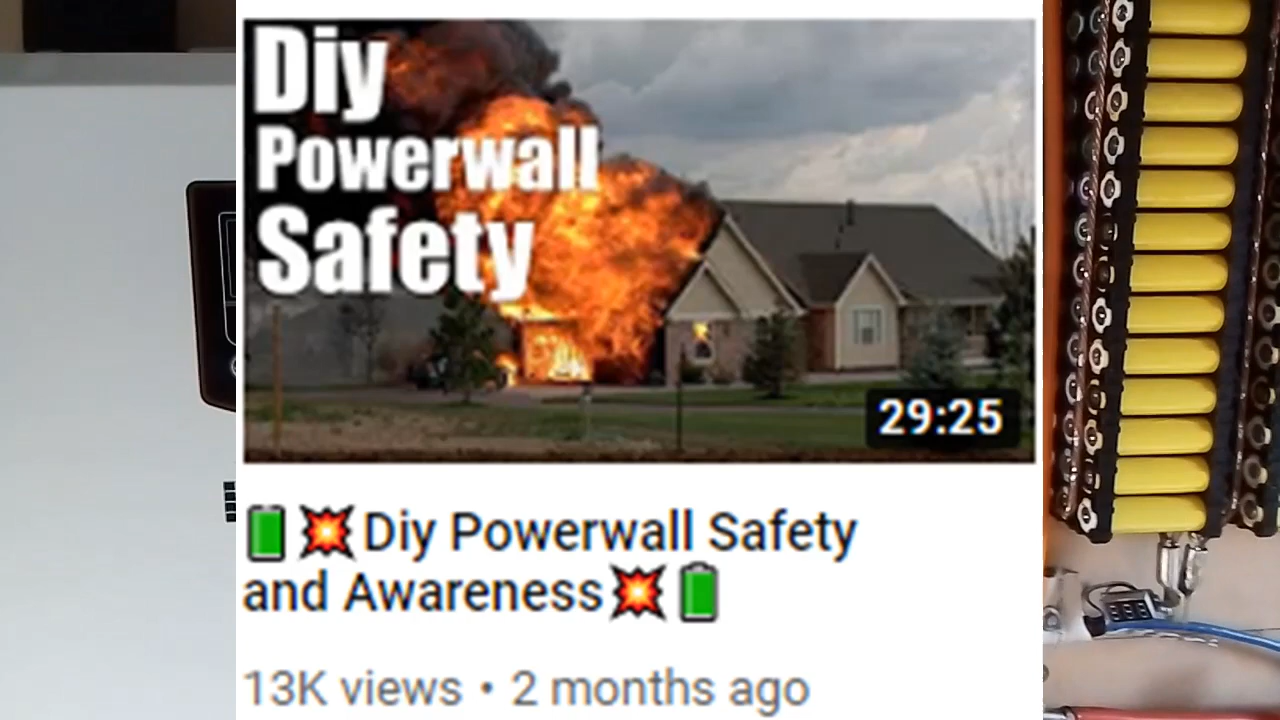 Diy
Powerwall
Safety
29:25
🔋💥Diy Powerwall Safety
and Awareness💥🔋
13K views • 2 months ago